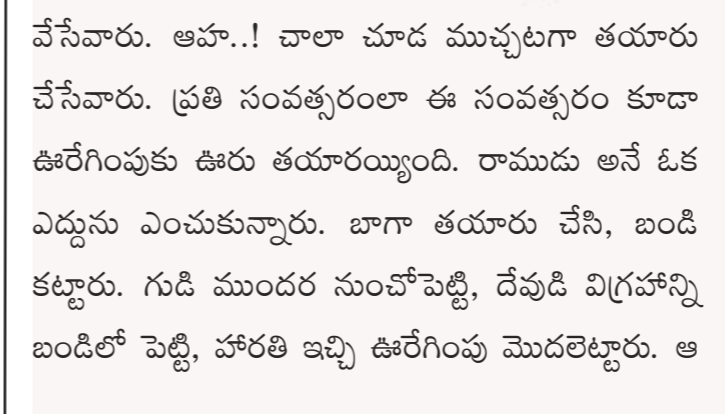 వేసేవారు. ఆహ..! చాలా చూడ ముచ్చటగా తయారు
చేసేవారు. ప్రతి సంవత్సరంలా ఈ సంవత్సరం కూడా
ఊరేగింపుకు ఊరు తయారయ్యింది. రాముడు అనే ఓక
ఎద్దును ఎంచుకున్నారు. బాగా తయారు చేసి, బండి
కట్టారు. గుడి ముందర నుంచోపెట్టి, దేవుడి విగ్రహాన్ని
బండిలో పెట్టి, హారతి ఇచ్చి ఊరేగింపు మొదలెట్టారు. ఆ